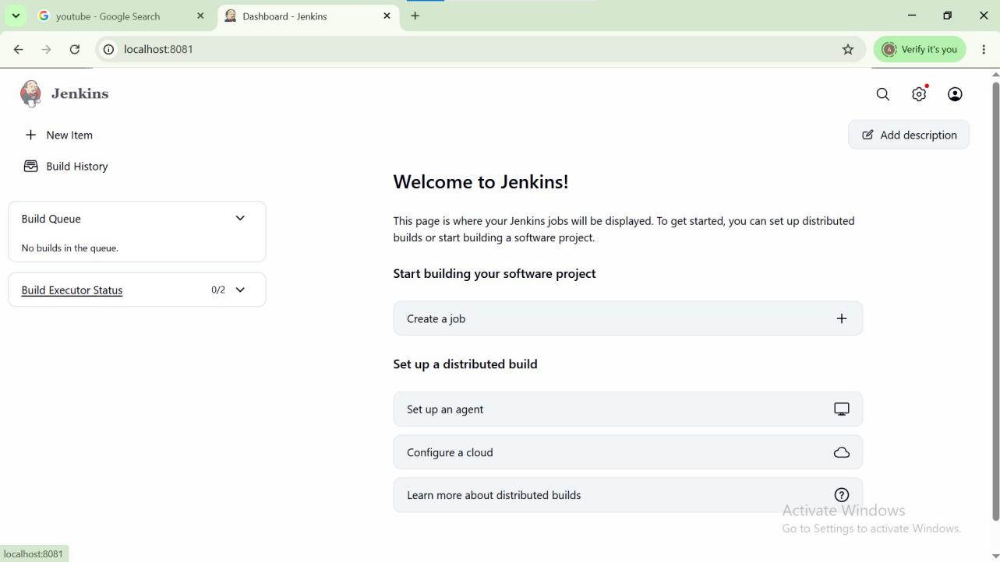 youtube - Google Search
Dashboard - Jenkins
localhost:8081
Verify it's you
Jenkins
New Item
Add description
Build History
Welcome to Jenkins!
Build Queue
This page is where your Jenkins jobs will be displayed. To get started, you can set up distributed
builds or start building a software project.
No builds in the queue.
Start building your software project
Build Executor Status 0/2
Create a job
Set up a distributed build
Set up an agent
Configure a cloud
Learn more about distributed builds
Activate Windows
Go to Settings to activate Windows.
localhost:8081